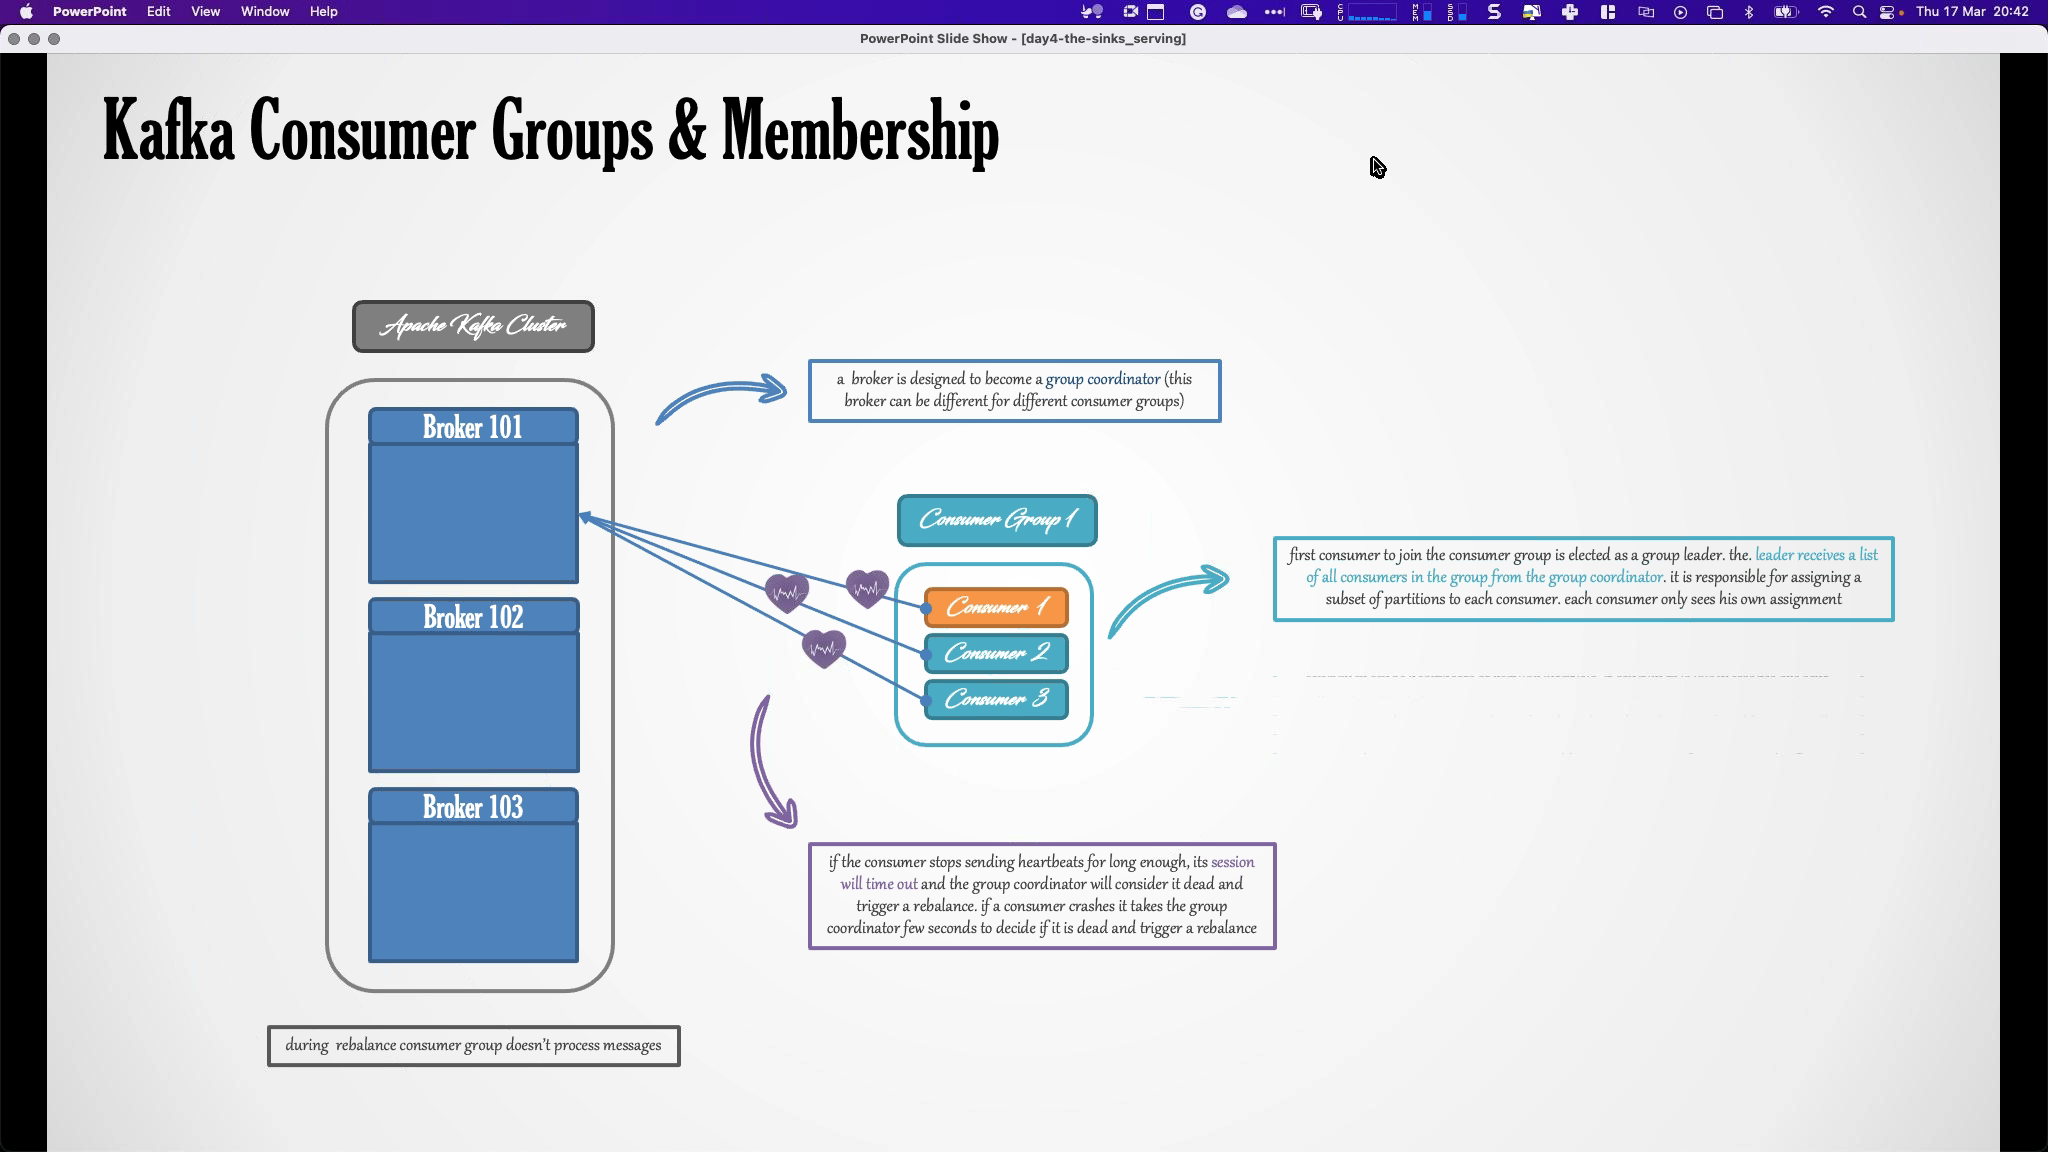 PowerPoint Edit View Window Help
Thu 17 Mar 20:42
PowerPoint Slide Show - [day4-the-sinks_serving]
Kafka Consumer Groups & Membership
Apache Kafka Cluster
a broker is designed to become a group coordinator (this
broker can be different for different consumer groups)
Broker 101
Consumer Group 1
first consumer to join the consumer group is elected as a group leader. the. leader receives a list
of all consumers in the group from the group coordinator. it is responsible for assigning a
subset of partitions to each consumer. each consumer only sees his own assignment
Consumer 1
Broker 102
Consumer 2
Consumer 3
Broker 103
if the consumer stops sending heartbeats for long enough, its session
will time out and the group coordinator will consider it dead and
trigger a rebalance. if a consumer crashes it takes the group
coordinator few seconds to decide if it is dead and trigger a rebalance
during rebalance consumer group doesn't process messages